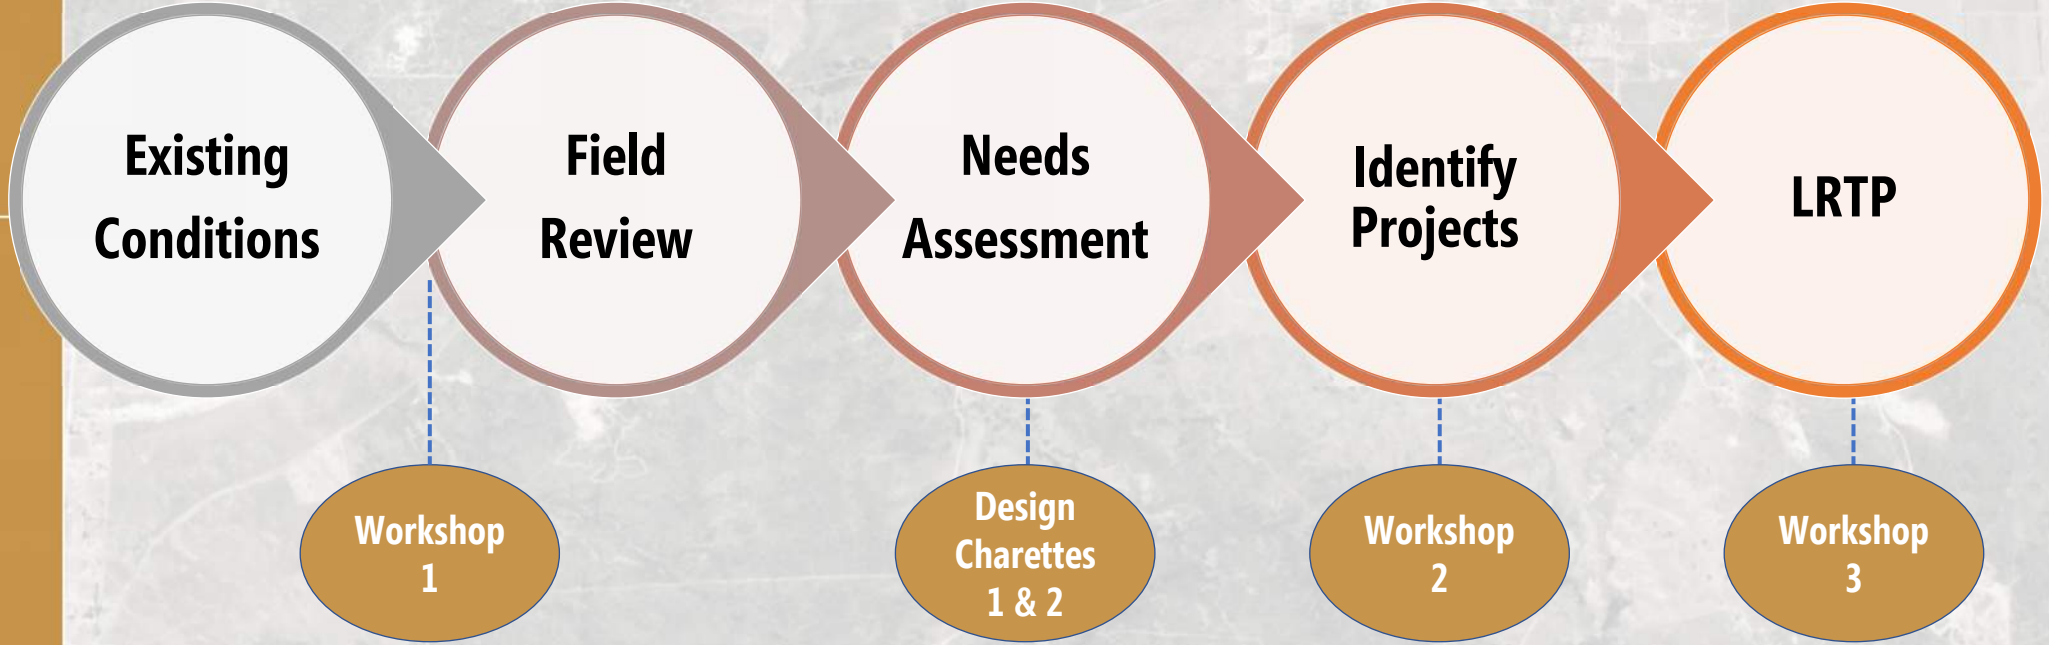 Existing
Conditions
Field
Review
Needs
Assessment
Identify
Projects
LRTP
Workshop
1
Design
Charettes
1 & 2
Workshop
2
Workshop
3